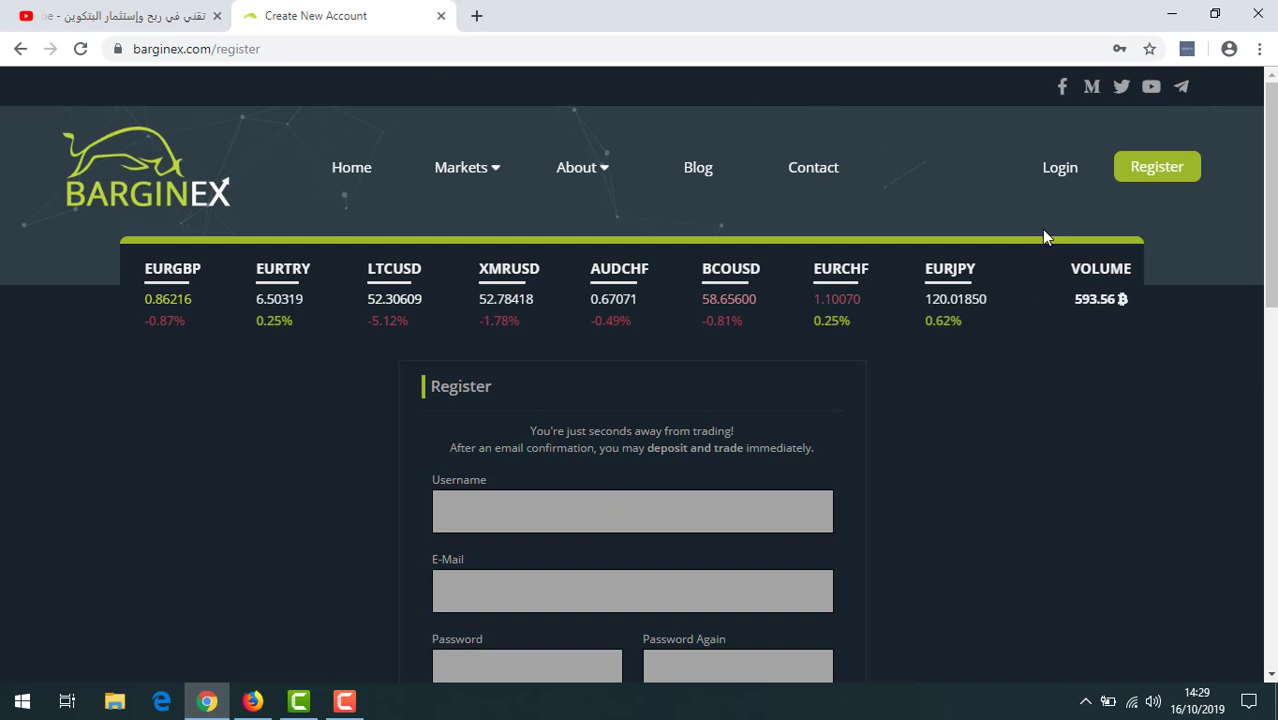 تقني في ربح وإستثمار البتكوين - be
Create New Account
barginex.com/register
BARGINEX
Home
Markets
About
Blog
Contact
Login
Register
EURGBP
EURTRY
LTCUSD
XMRUSD
AUDCHF
BCOUSD
EURCHF
EURJPY
VOLUME
0.86216
6.50319
52.30609
52.78418
0.67071
58.65600
1.10070
120.01850
593.56 ₿
-0.87%
0.25%
-5.12%
-1.78%
-0.49%
-0.81%
0.25%
0.62%
Register
You're just seconds away from trading!
After an email confirmation, you may deposit and trade immediately.
Username
E-Mail
Password
Password Again
14:29
16/10/2019